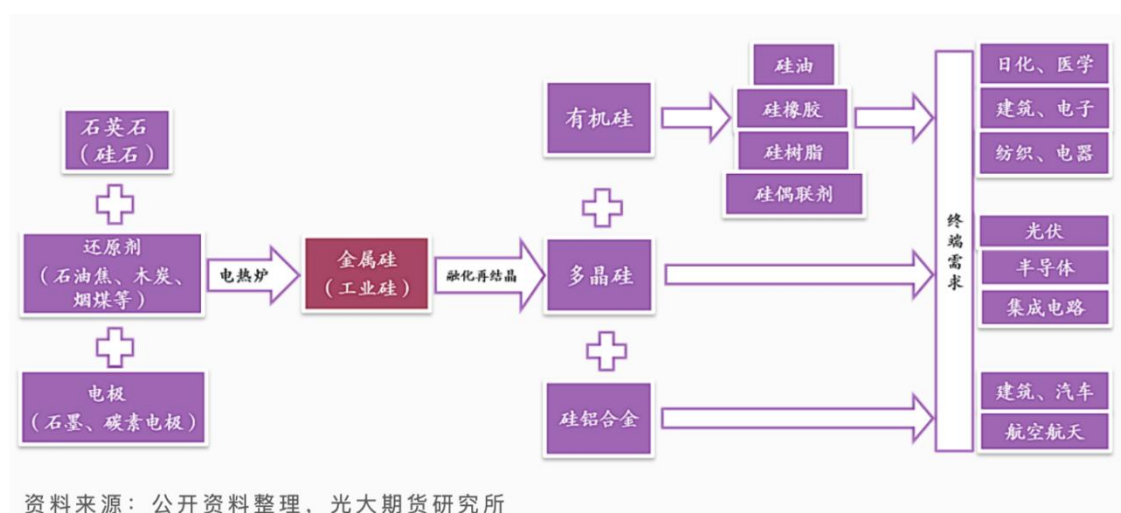 石英石
（硅石）
还原剂
（石油焦、木炭、
烟煤等）
电极
（石墨、碳素电极）
电热炉
金属硅
（工业硅）
融化再结晶
有机硅
多晶硅
硅铝合金
硅油
硅橡胶
硅树脂
硅偶联剂
终端需求
日化、医学
建筑、电子
纺织、电器
光伏
半导体
集成电路
建筑、汽车
航空航天
资料来源：公开资料整理，光大期货研究所